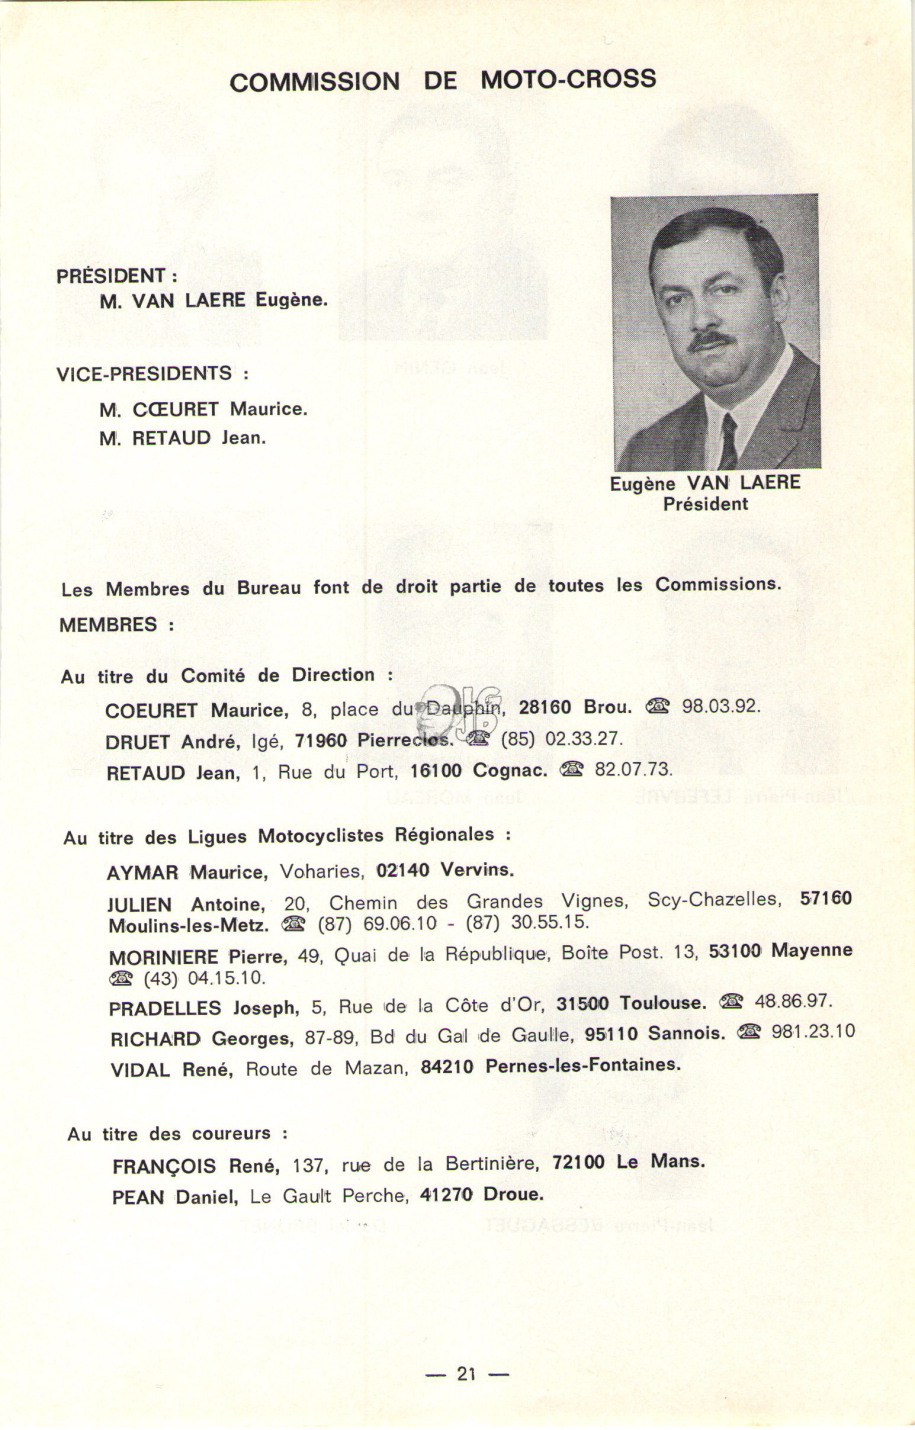 COMMISSION DE MOTO-CROSS
PRÉSIDENT :
M. VAN LAERE Eugène.
VICE-PRESIDENTS :
M. CŒURET Maurice.
M. RETAUD Jean.
Eugène VAN LAERE
Président
Les Membres du Bureau font de droit partie de toutes les Commissions.
MEMBRES :
Au titre du Comité de Direction :
COEURET Maurice, 8, place du Dauphin, 28160 Brou. ☎ 98.03.92.
DRUET André, Igé, 71960 Pierreclos. ☎ (85) 02.33.27.
RETAUD Jean, 1, Rue du Port, 16100 Cognac. ☎ 82.07.73.
Au titre des Ligues Motocyclistes Régionales :
AYMAR Maurice, Voharies, 02140 Vervins.
JULIEN Antoine, 20, Chemin des Grandes Vignes, Scy-Chazelles, 57160
Moulins-les-Metz. ☎ (87) 69.06.10 - (87) 30.55.15.
MORINIERE Pierre, 49, Quai de la République, Boîte Post. 13, 53100 Mayenne
☎ (43) 04.15.10.
PRADELLES Joseph, 5, Rue de la Côte d'Or, 31500 Toulouse. ☎ 48.86.97.
RICHARD Georges, 87-89, Bd du Gal de Gaulle, 95110 Sannois. ☎ 981.23.10
VIDAL René, Route de Mazan, 84210 Pernes-les-Fontaines.
Au titre des coureurs :
FRANÇOIS René, 137, rue de la Bertinière, 72100 Le Mans.
PEAN Daniel, Le Gault Perche, 41270 Droue.
— 21 —